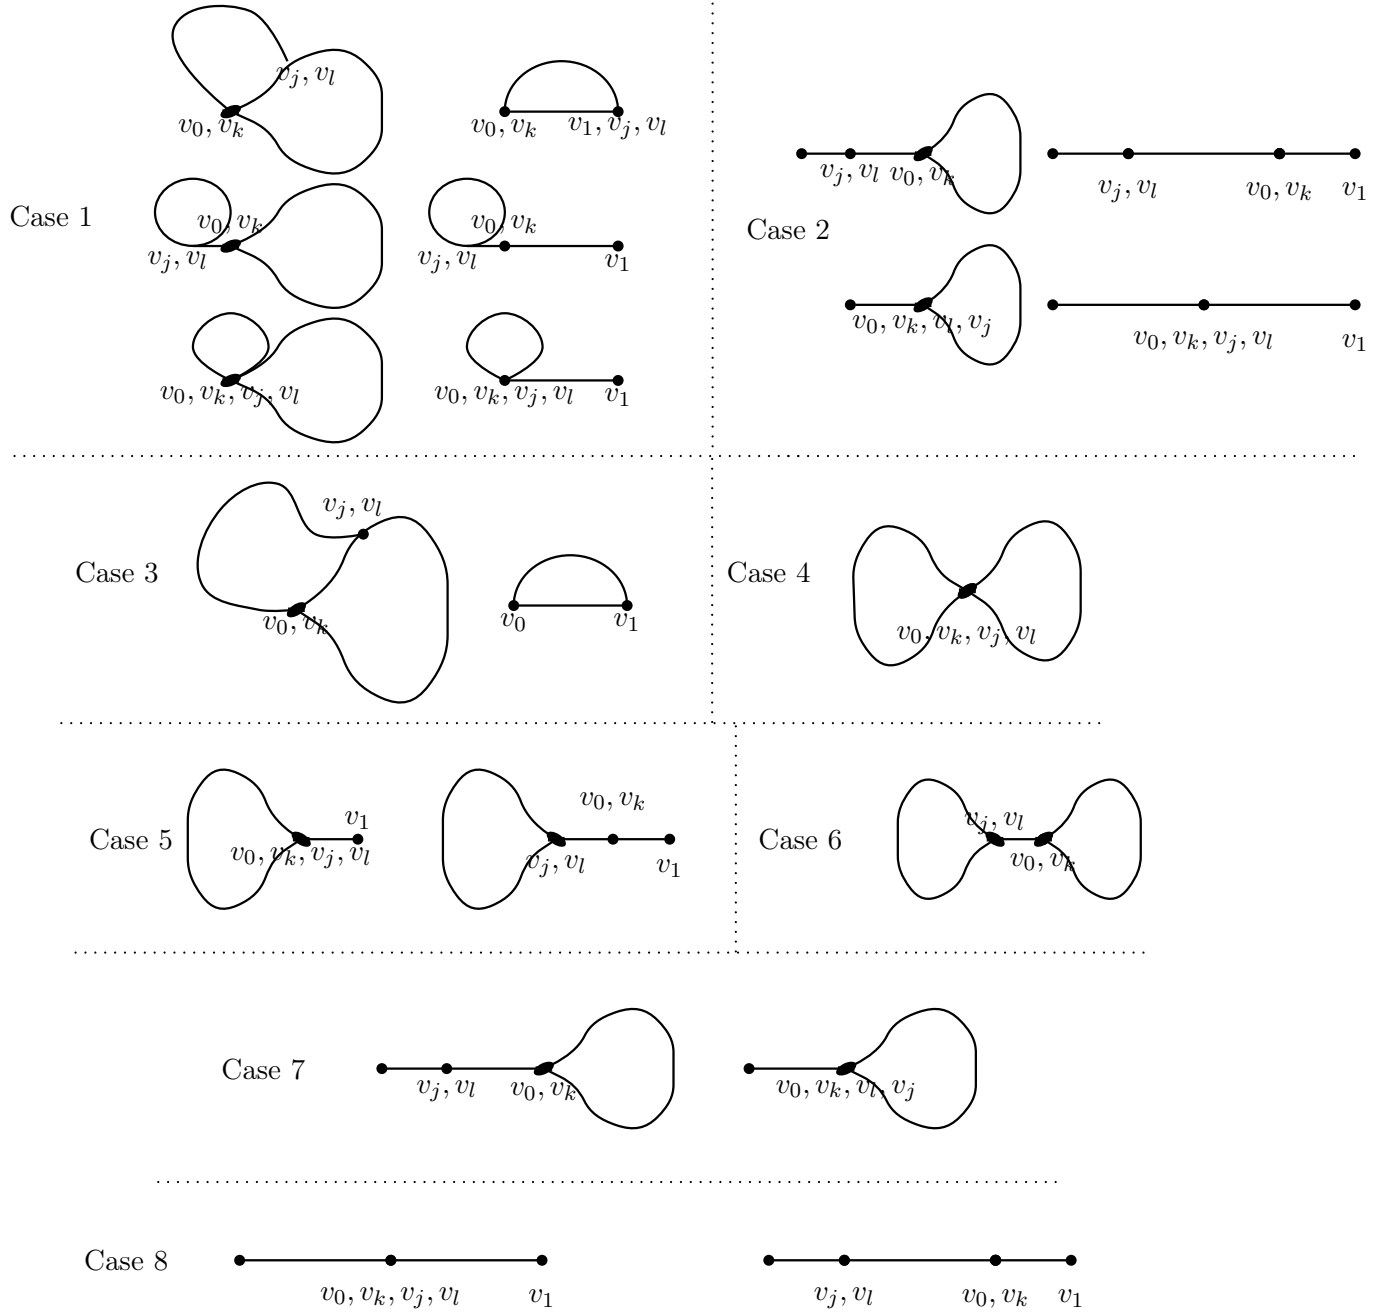 Case 1
v_j, v_l
v_0, v_k
v_0, v_k
v_1, v_j, v_l
v_0, v_k
v_j, v_l
v_0, v_k
v_j, v_l
v_1
v_0, v_k, v_j, v_l
v_0, v_k, v_j, v_l
v_1
Case 2
v_j, v_l
v_0, v_k
v_j, v_l
v_0, v_k
v_1
v_0, v_k, v_l, v_j
v_0, v_k, v_j, v_l
v_1
Case 3
v_j, v_l
v_0, v_k
v_0
v_1
Case 4
v_0, v_k, v_j, v_l
Case 5
v_1
v_0, v_k, v_j, v_l
v_0, v_k
v_j, v_l
v_1
Case 6
v_j, v_l
v_0, v_k
Case 7
v_j, v_l
v_0, v_k
v_0, v_k, v_l, v_j
Case 8
v_0, v_k, v_j, v_l
v_1
v_j, v_l
v_0, v_k
v_1